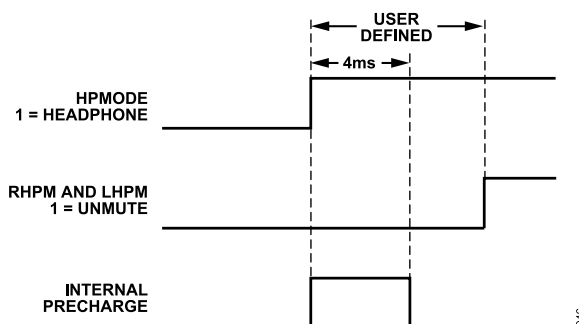 USER
DEFINED
4ms
HPMODE
1 = HEADPHONE
RHPM AND LHPM
1 = UNMUTE
INTERNAL
PRECHARGE